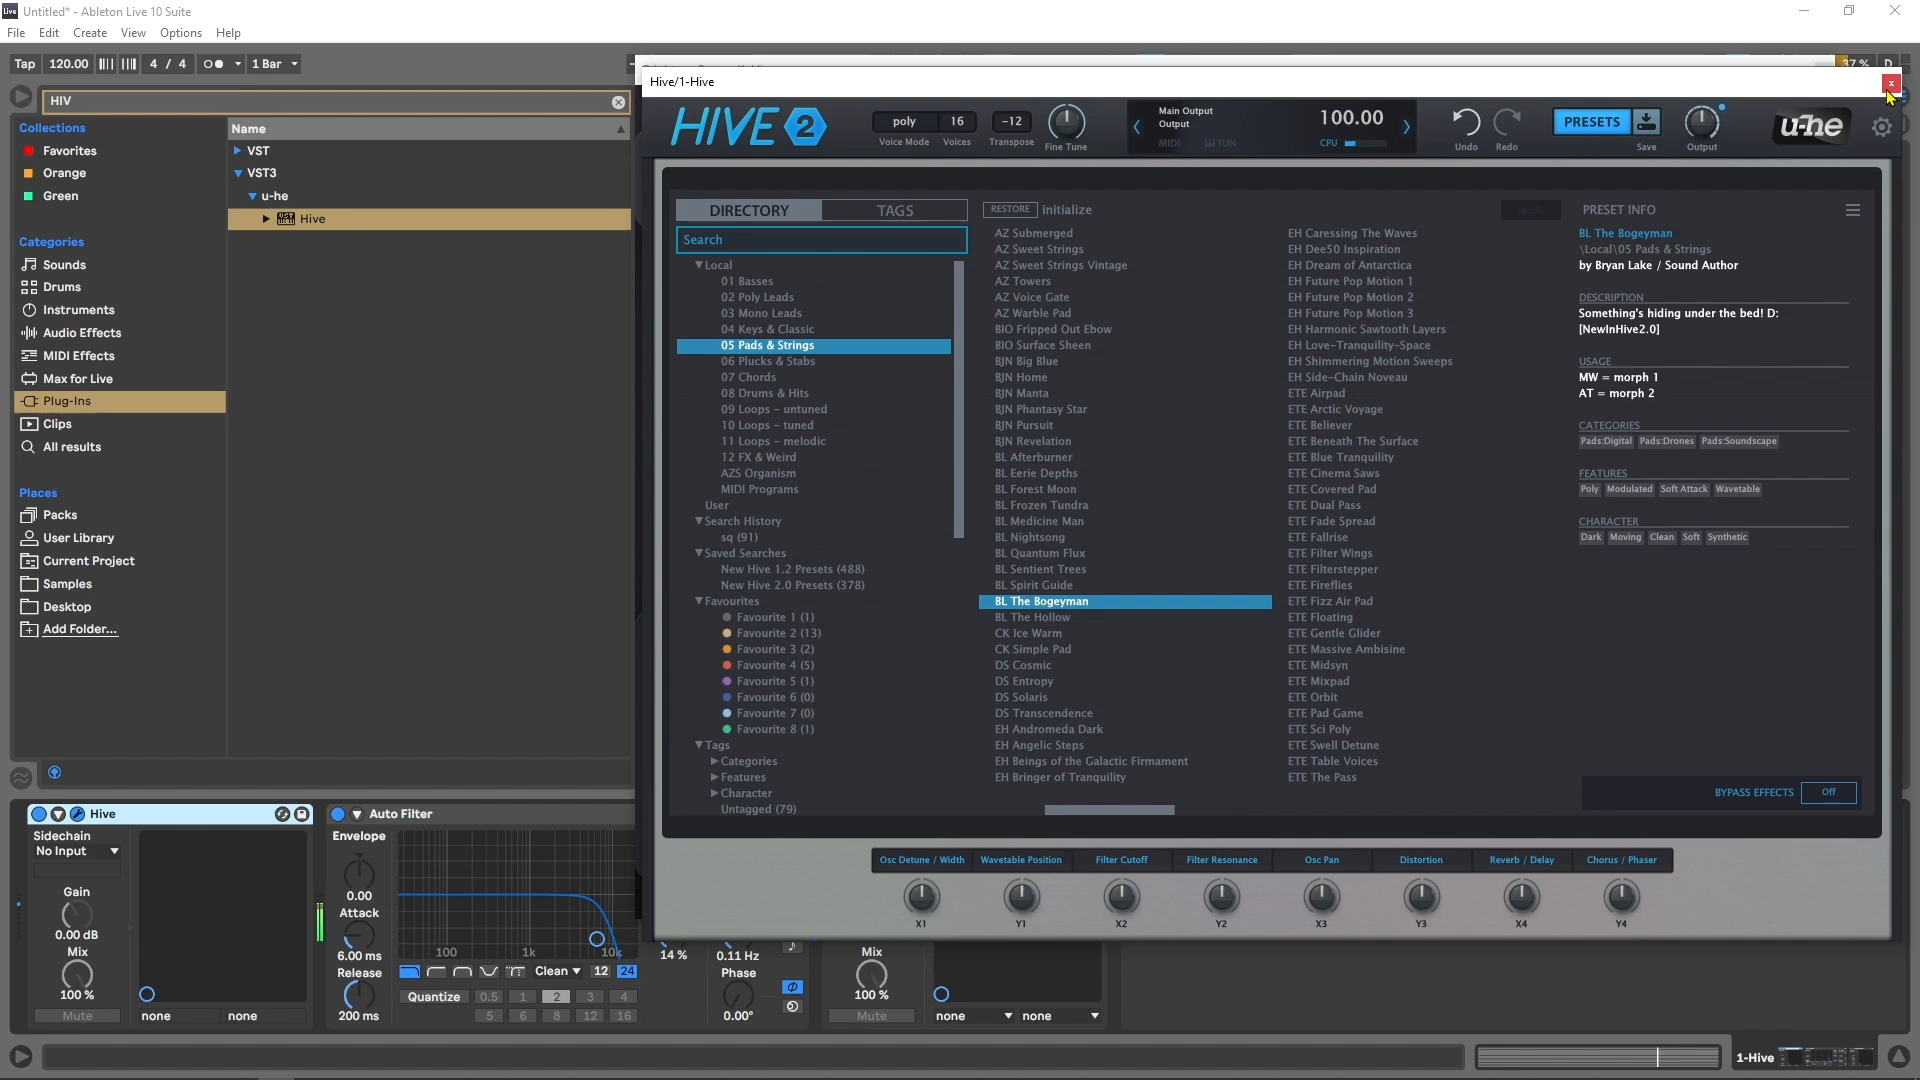 Untitled* - Ableton Live 10 Suite
File Edit Create View Options Help
Tap 120.00 4 / 4 1 Bar
37 % D
HIV
Collections
Favorites
Orange
Green
Categories
Sounds
Drums
Instruments
Audio Effects
MIDI Effects
Max for Live
Plug-Ins
Clips
All results
Places
Packs
User Library
Current Project
Samples
Desktop
Add Folder...
Name
VST
VST3
u-he
Hive
Hive/1-Hive
HIVE 2
poly 16 -12
Voice Mode Voices Transpose Fine Tune
Main Output
Output
MIDI
TUN
100.00
CPU
Undo Redo
PRESETS
Save
Output
u-he
DIRECTORY TAGS
Search
Local
01 Basses
02 Poly Leads
03 Mono Leads
04 Keys & Classic
05 Pads & Strings
06 Plucks & Stabs
07 Chords
08 Drums & Hits
09 Loops - untuned
10 Loops - tuned
11 Loops - melodic
12 FX & Weird
AZS Organism
MIDI Programs
User
Search History
sq (91)
Saved Searches
New Hive 1.2 Presets (488)
New Hive 2.0 Presets (378)
Favourites
Favourite 1 (1)
Favourite 2 (13)
Favourite 3 (2)
Favourite 4 (5)
Favourite 5 (1)
Favourite 6 (0)
Favourite 7 (0)
Favourite 8 (1)
Tags
Categories
Features
Character
Untagged (79)
RESTORE initialize
AZ Submerged
AZ Sweet Strings
AZ Sweet Strings Vintage
AZ Towers
AZ Voice Gate
AZ Warble Pad
BIO Fripped Out Ebow
BIO Surface Sheen
BJN Big Blue
BJN Home
BJN Manta
BJN Phantasy Star
BJN Pursuit
BJN Revelation
BL Afterburner
BL Eerie Depths
BL Forest Moon
BL Frozen Tundra
BL Medicine Man
BL Nightsong
BL Quantum Flux
BL Sentient Trees
BL Spirit Guide
BL The Bogeyman
BL The Hollow
CK Ice Warm
CK Simple Pad
DS Cosmic
DS Entropy
DS Solaris
DS Transcendence
EH Andromeda Dark
EH Angelic Steps
EH Beings of the Galactic Firmament
EH Bringer of Tranquility
EH Caressing The Waves
EH Dee50 Inspiration
EH Dream of Antarctica
EH Future Pop Motion 1
EH Future Pop Motion 2
EH Future Pop Motion 3
EH Harmonic Sawtooth Layers
EH Love-Tranquility-Space
EH Shimmering Motion Sweeps
EH Side-Chain Noveau
ETE Airpad
ETE Arctic Voyage
ETE Believer
ETE Beneath The Surface
ETE Blue Tranquility
ETE Cinema Saws
ETE Covered Pad
ETE Dual Pass
ETE Fade Spread
ETE Fallrise
ETE Filter Wings
ETE Filterstepper
ETE Fireflies
ETE Fizz Air Pad
ETE Floating
ETE Gentle Glider
ETE Massive Ambisine
ETE Midsyn
ETE Mixpad
ETE Orbit
ETE Pad Game
ETE Sci Poly
ETE Swell Detune
ETE Table Voices
ETE The Pass
PRESET INFO
BL The Bogeyman
\Local\05 Pads & Strings
by Bryan Lake / Sound Author
DESCRIPTION
Something's hiding under the bed! D:
[NewInHive2.0]
USAGE
MW = morph 1
AT = morph 2
CATEGORIES
Pads:Digital Pads:Drones Pads:Soundscape
FEATURES
Poly Modulated Soft Attack Wavetable
CHARACTER
Dark Moving Clean Soft Synthetic
BYPASS EFFECTS Off
Osc Detune / Width Wavetable Position Filter Cutoff Filter Resonance Osc Pan Distortion Reverb / Delay Chorus / Phaser
X1 Y1 X2 Y2 X3 Y3 X4 Y4
Hive
Sidechain
No Input
Gain
0.00 dB
Mix
100 %
Mute
none none
Auto Filter
Envelope
0.00
Attack
6.00 ms
Release
200 ms
100 1k 10k
Clean 12 24
Quantize 0.5 1 2 3 4
5 6 8 12 16
14 %
0.11 Hz
Phase
0.00°
Mix
100 %
Mute
none none
1-Hive